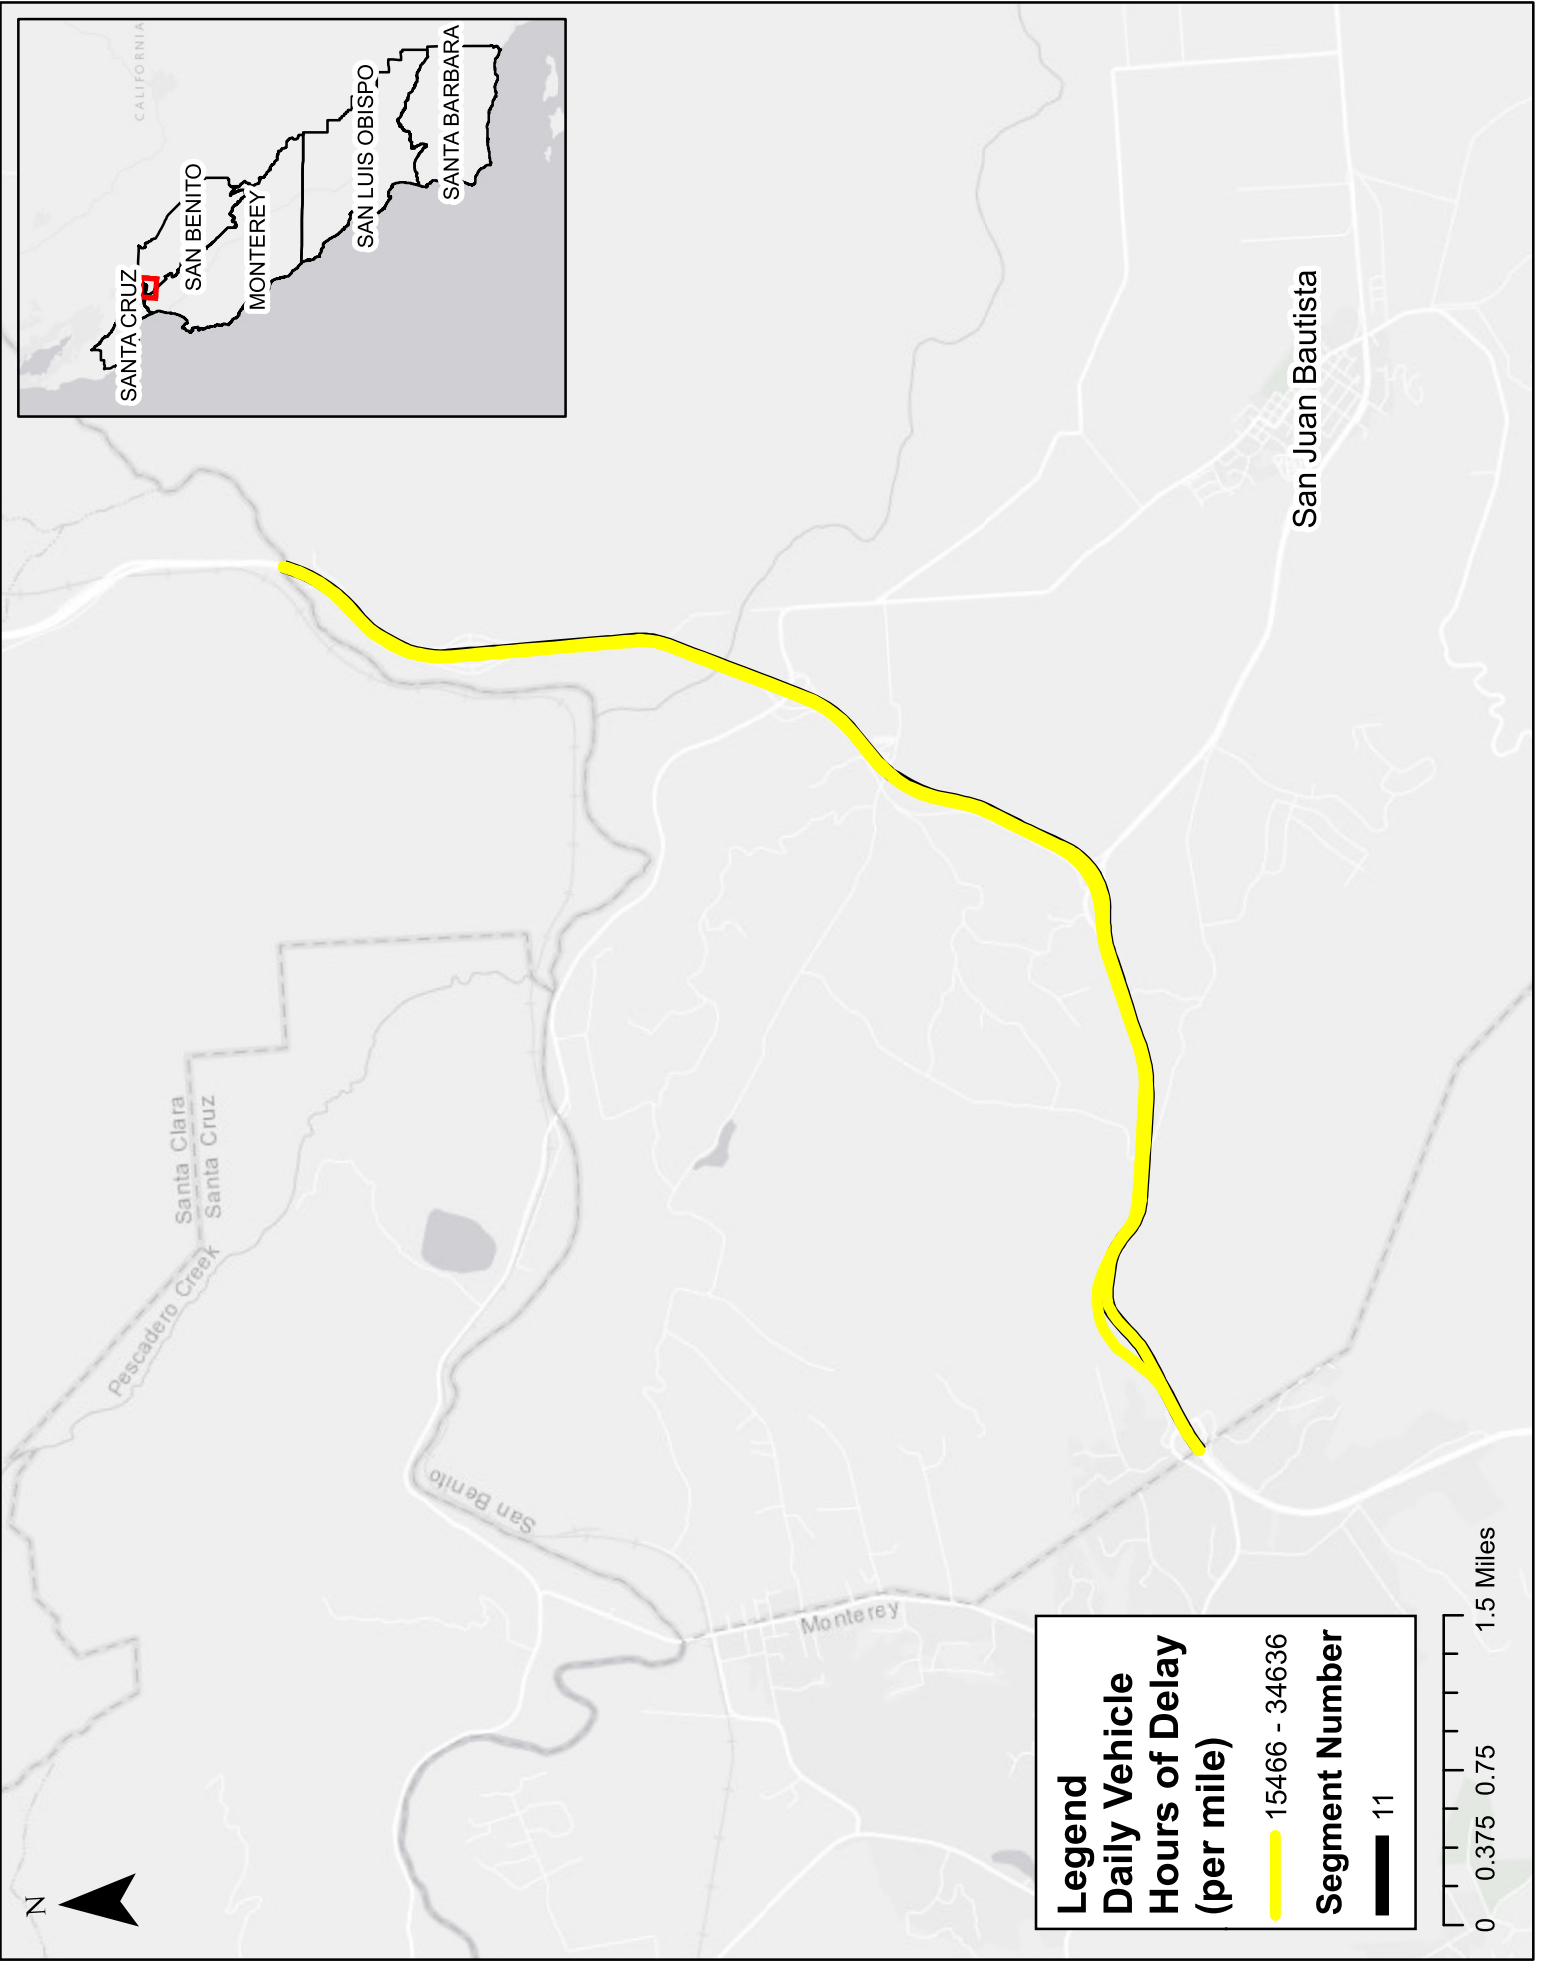 N
CALIFORNIA
SANTA CRUZ
SAN BENITO
MONTEREY
SAN LUIS OBISPO
SANTA BARBARA
Santa Clara
Santa Cruz
Pescadero Creek
San Benito
Monterey
San Juan Bautista
Legend
Daily Vehicle
Hours of Delay
(per mile)
15466 - 34636
Segment Number
11
0 0.375 0.75 1.5 Miles